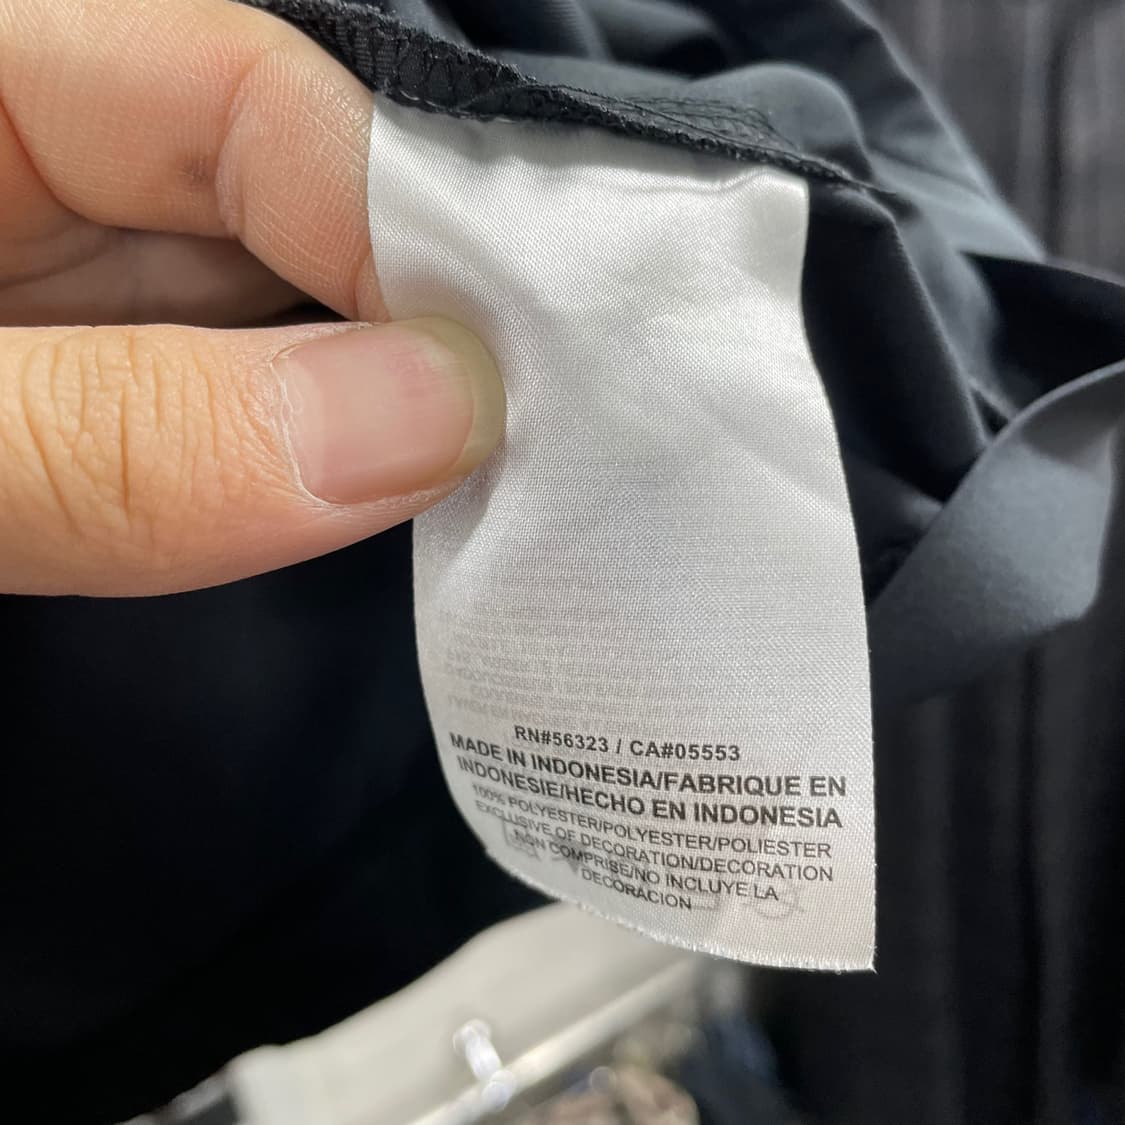 RN#56323 / CA#05553
MADE IN INDONESIA/FABRIQUE EN
INDONESIE/HECHO EN INDONESIA
100% POLYESTER/POLYESTER/POLIESTER
EXCLUSIVE OF DECORATION/DECORATION
NON COMPRISE/NO INCLUYE LA
DECORACION